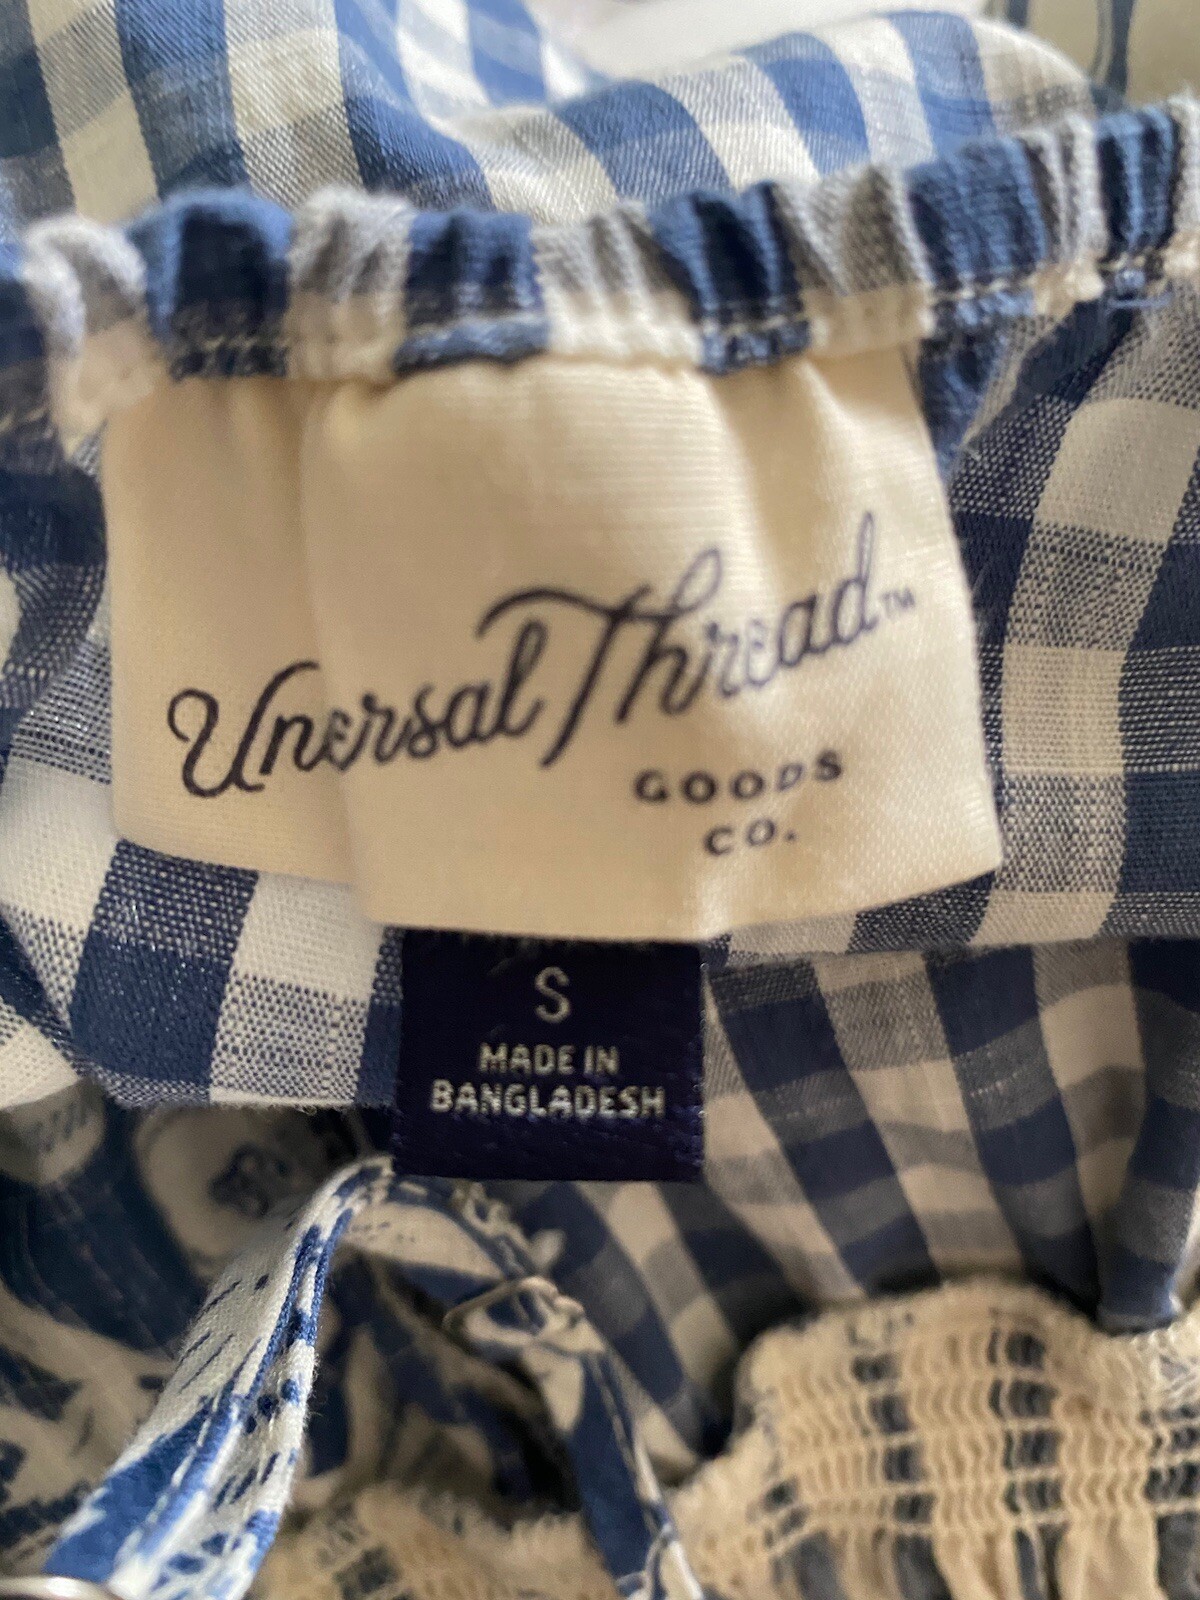 Unersal Thread™
GOODS
CO.
S
MADE IN
BANGLADESH